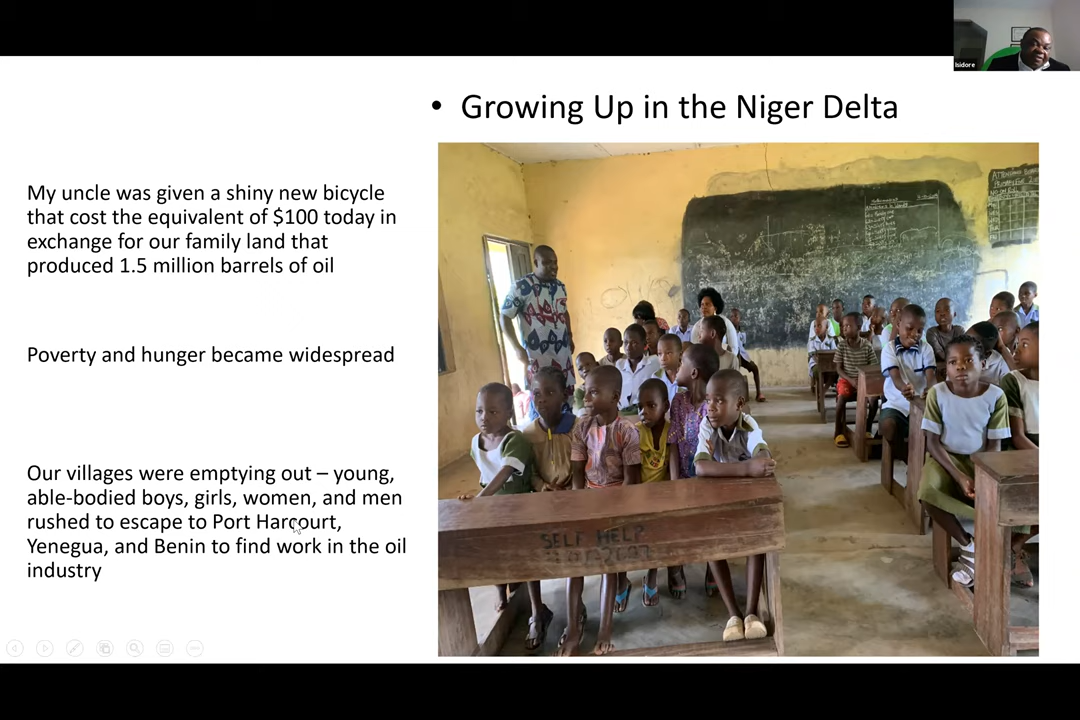 Isidore
• Growing Up in the Niger Delta
My uncle was given a shiny new bicycle
that cost the equivalent of $100 today in
exchange for our family land that
produced 1.5 million barrels of oil
Poverty and hunger became widespread
Our villages were emptying out – young,
able-bodied boys, girls, women, and men
rushed to escape to Port Harcourt,
Yenegua, and Benin to find work in the oil
industry
SELF HELP